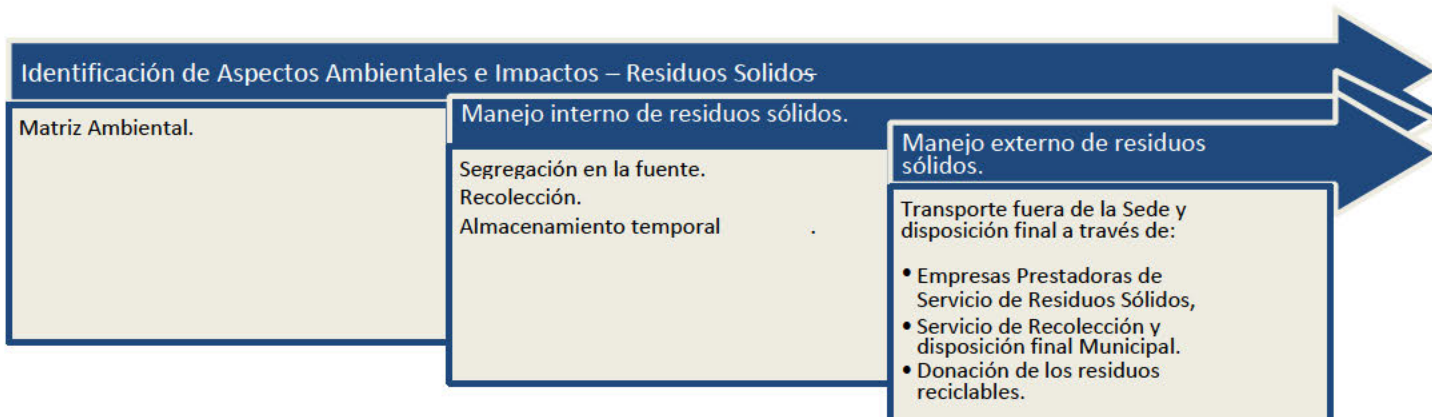 Identificación de Aspectos Ambientales e Impactos – Residuos Solidos
Matriz Ambiental.
Manejo interno de residuos sólidos.
Segregación en la fuente.
Recolección.
Almacenamiento temporal .
Manejo externo de residuos
sólidos.
Transporte fuera de la Sede y
disposición final a través de:
• Empresas Prestadoras de
Servicio de Residuos Sólidos,
• Servicio de Recolección y
disposición final Municipal.
• Donación de los residuos
reciclables.